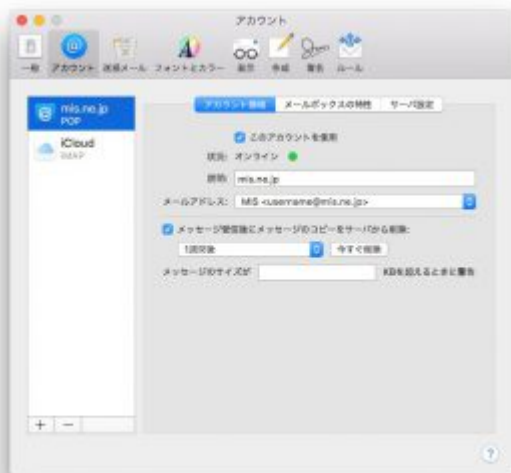 アカウント
一般 アカウント 迷惑メール フォントとカラー 表示 作成 署名 ルール
mis.ne.jp
POP
iCloud
IMAP
アカウント情報 メールボックスの特性 サーバ設定
このアカウントを使用
状況: オンライン
説明: mis.ne.jp
メールアドレス: MIS <username@mis.ne.jp>
メッセージ受信後にメッセージのコピーをサーバから削除:
1週間後 今すぐ削除
メッセージのサイズが KBを超えるときに警告
+ −
?